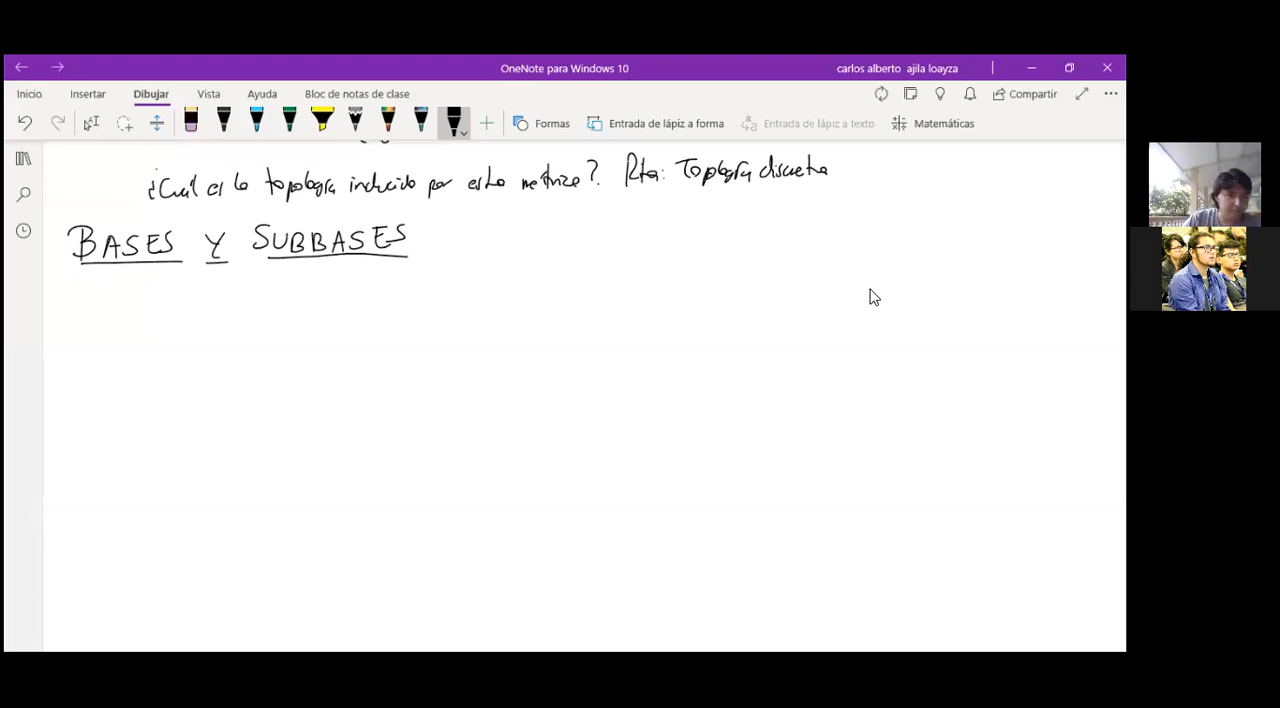 OneNote para Windows 10
carlos alberto ajila loayza
Inicio Insertar Dibujar Vista Ayuda Bloc de notas de clase
Compartir
Formas Entrada de lápiz a forma Entrada de lápiz a texto Matemáticas
¿Cuál es la topología inducida por esta métrica?. Rta: Topología discreta
BASES Y SUBBASES